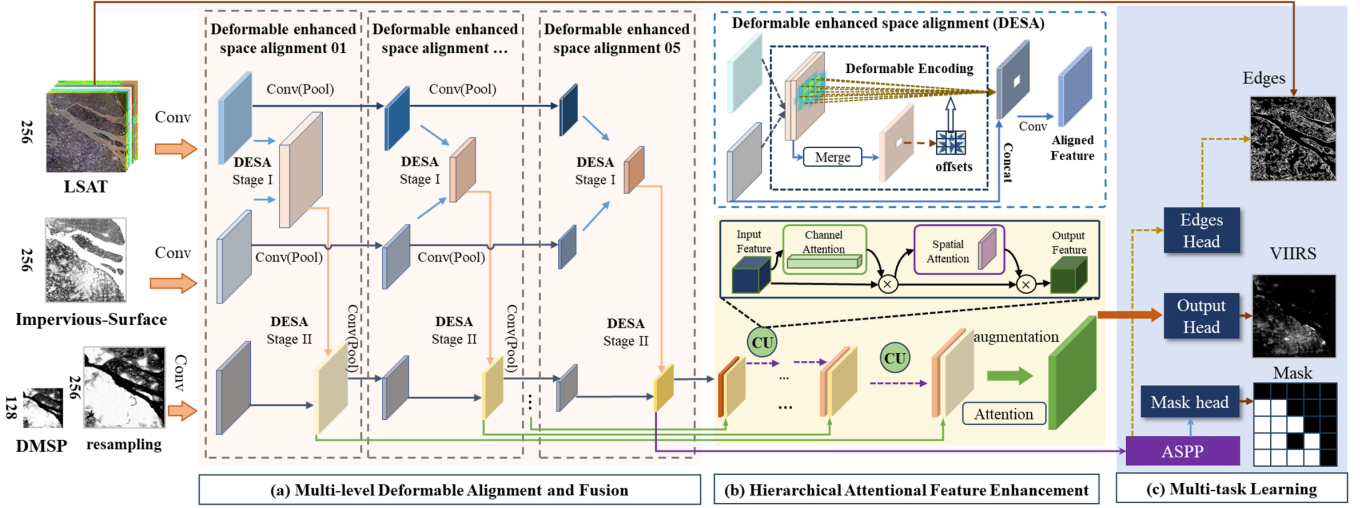 Deformable enhanced
space alignment 01
Deformable enhanced
space alignment ...
Deformable enhanced
space alignment 05
Deformable enhanced space alignment (DESA)
Deformable Encoding
Merge
offsets
Concat
Conv
Aligned
Feature
Edges
256
LSAT
Conv
Conv(Pool)
Conv(Pool)
DESA
Stage I
DESA
Stage I
DESA
Stage I
256
Impervious-Surface
Conv
Conv(Pool)
Conv(Pool)
Input
Feature
Channel
Attention
Spatial
Attention
Output
Feature
Edges
Head
VIIRS
128
DMSP
256
resampling
Conv
DESA
Stage II
Conv(Pool)
DESA
Stage II
Conv(Pool)
DESA
Stage II
...
CU
...
...
CU
augmentation
Attention
Output
Head
Mask
Mask head
ASPP
(a) Multi-level Deformable Alignment and Fusion
(b) Hierarchical Attentional Feature Enhancement
(c) Multi-task Learning